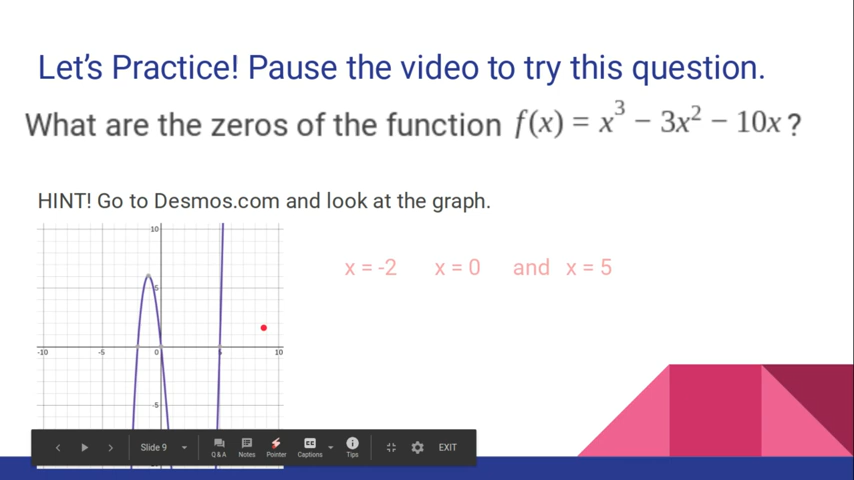 Let's Practice! Pause the video to try this question.
What are the zeros of the function f(x) = x³ − 3x² − 10x ?
HINT! Go to Desmos.com and look at the graph.
x = -2 x = 0 and x = 5
10
5
-10 -5 0 5 10
-5
Slide 9 Q & A Notes Pointer CC Captions Tips EXIT